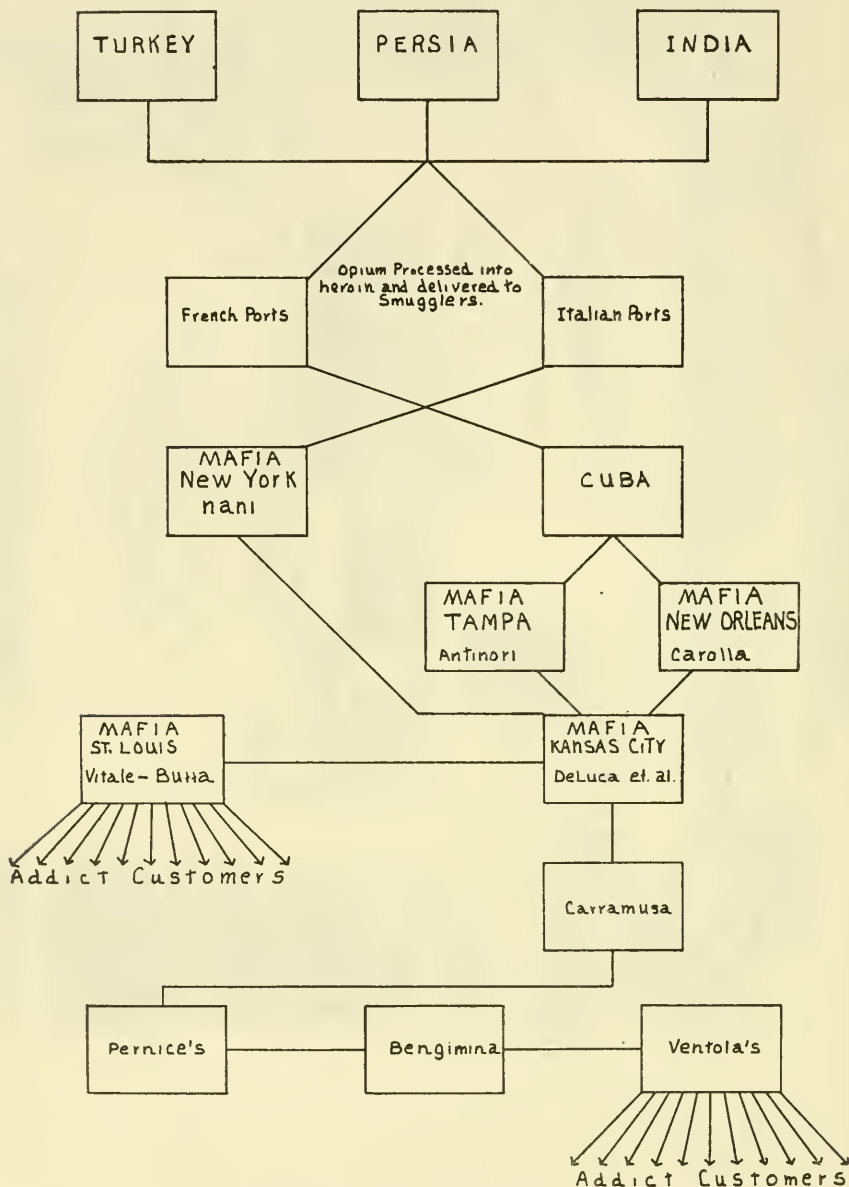 TURKEY
PERSIA
INDIA
Opium Processed into
heroin and delivered to
Smugglers.
French Ports
Italian Ports
MAFIA
New York
nani
CUBA
MAFIA
TAMPA
Antinori
MAFIA
NEW ORLEANS
Carolla
MAFIA
ST. LOUIS
Vitale-Butta
MAFIA
KANSAS CITY
DeLuca et. al.
Addict Customers
Carramusa
Pernice's
Bengimina
Ventola's
Addict Customers